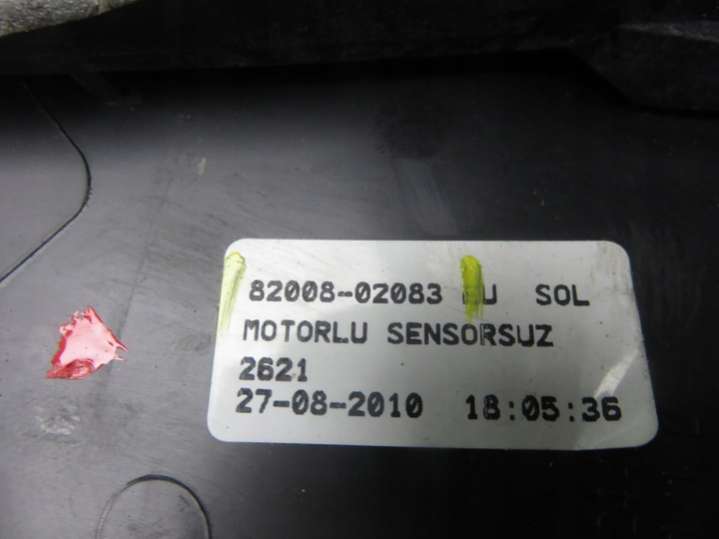 82008-02083 SOL
MOTORLU SENSORSUZ
2621
27-08-2010 18:05:36